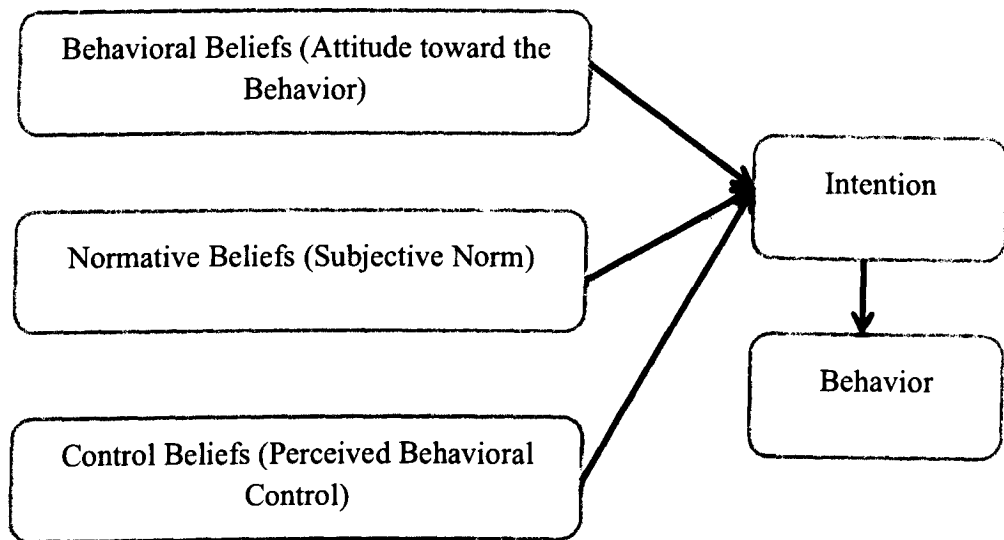 Behavioral Beliefs (Attitude toward the
Behavior)
Intention
Normative Beliefs (Subjective Norm)
Behavior
Control Beliefs (Perceived Behavioral
Control)